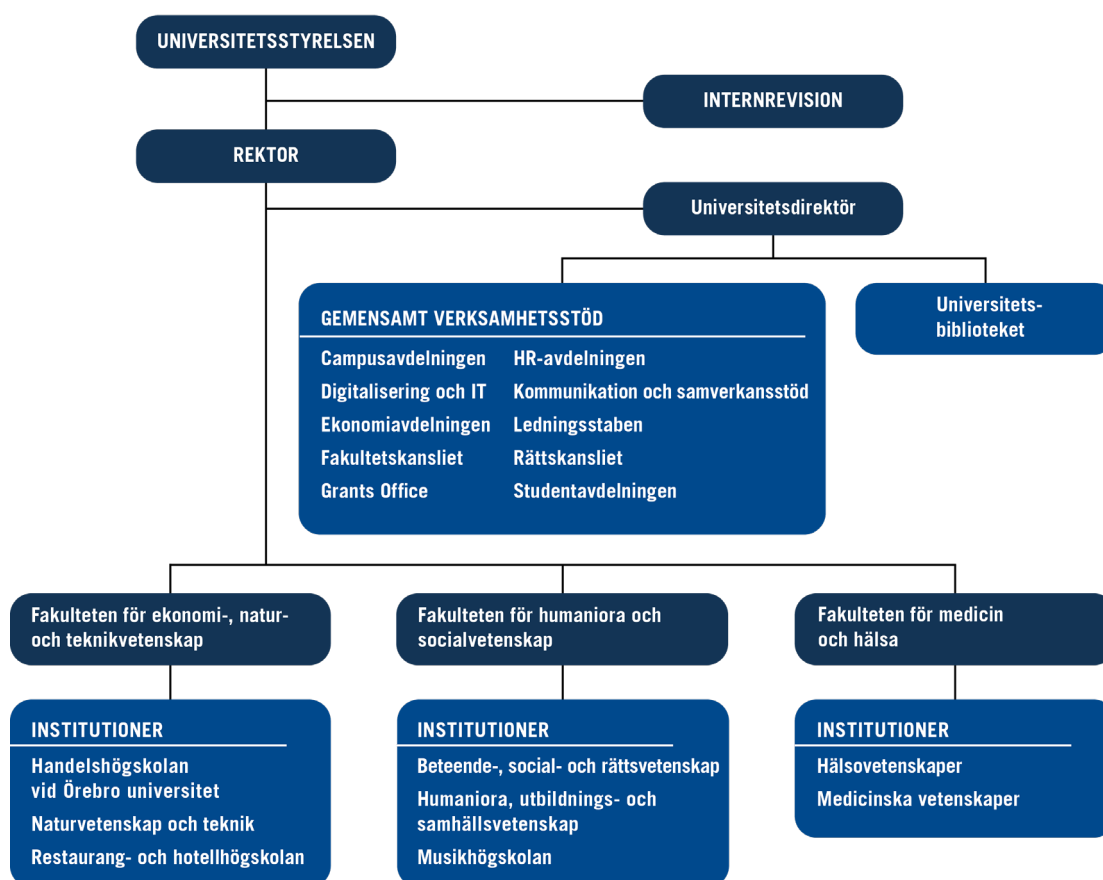 UNIVERSITETSSTYRELSEN
INTERNREVISION
REKTOR
Universitetsdirektör
GEMENSAMT VERKSAMHETSSTÖD
Campusavdelningen
Digitalisering och IT
Ekonomiavdelningen
Fakultetskansliet
Grants Office
HR-avdelningen
Kommunikation och samverkansstöd
Ledningsstaben
Rättskansliet
Studentavdelningen
Universitets-
biblioteket
Fakulteten för ekonomi-, natur-
och teknikvetenskap
INSTITUTIONER
Handelshögskolan
vid Örebro universitet
Naturvetenskap och teknik
Restaurang- och hotellhögskolan
Fakulteten för humaniora och
socialvetenskap
INSTITUTIONER
Beteende-, social- och rättsvetenskap
Humaniora, utbildnings- och
samhällsvetenskap
Musikhögskolan
Fakulteten för medicin
och hälsa
INSTITUTIONER
Hälsovetenskaper
Medicinska vetenskaper